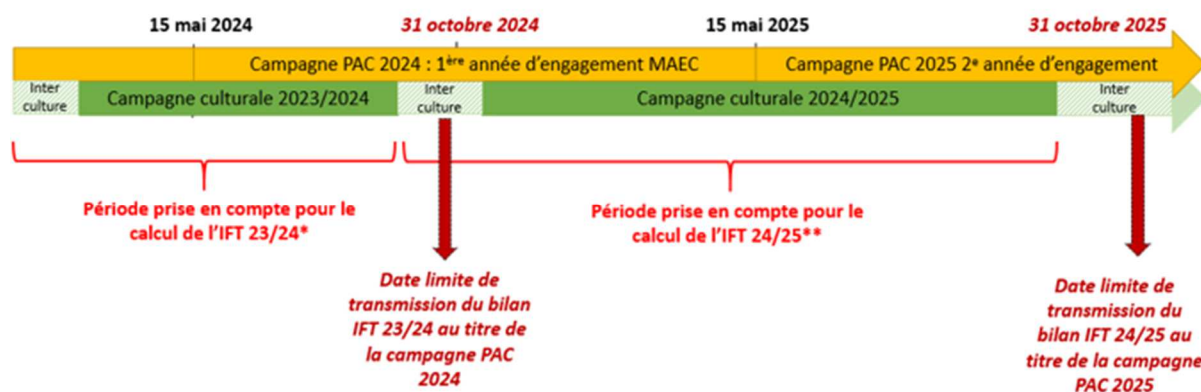 15 mai 2024
31 octobre 2024
15 mai 2025
31 octobre 2025
Campagne PAC 2024 : 1ère année d'engagement MAEC
Campagne PAC 2025 2e année d'engagement
Inter
culture
Campagne culturale 2023/2024
Inter
culture
Campagne culturale 2024/2025
Inter
culture
Période prise en compte pour le
calcul de l'IFT 23/24*
Période prise en compte pour le
calcul de l'IFT 24/25**
Date limite de
transmission du bilan
IFT 23/24 au titre de
la campagne PAC
2024
Date limite de
transmission du
bilan IFT 24/25 au
titre de la campagne
PAC 2025